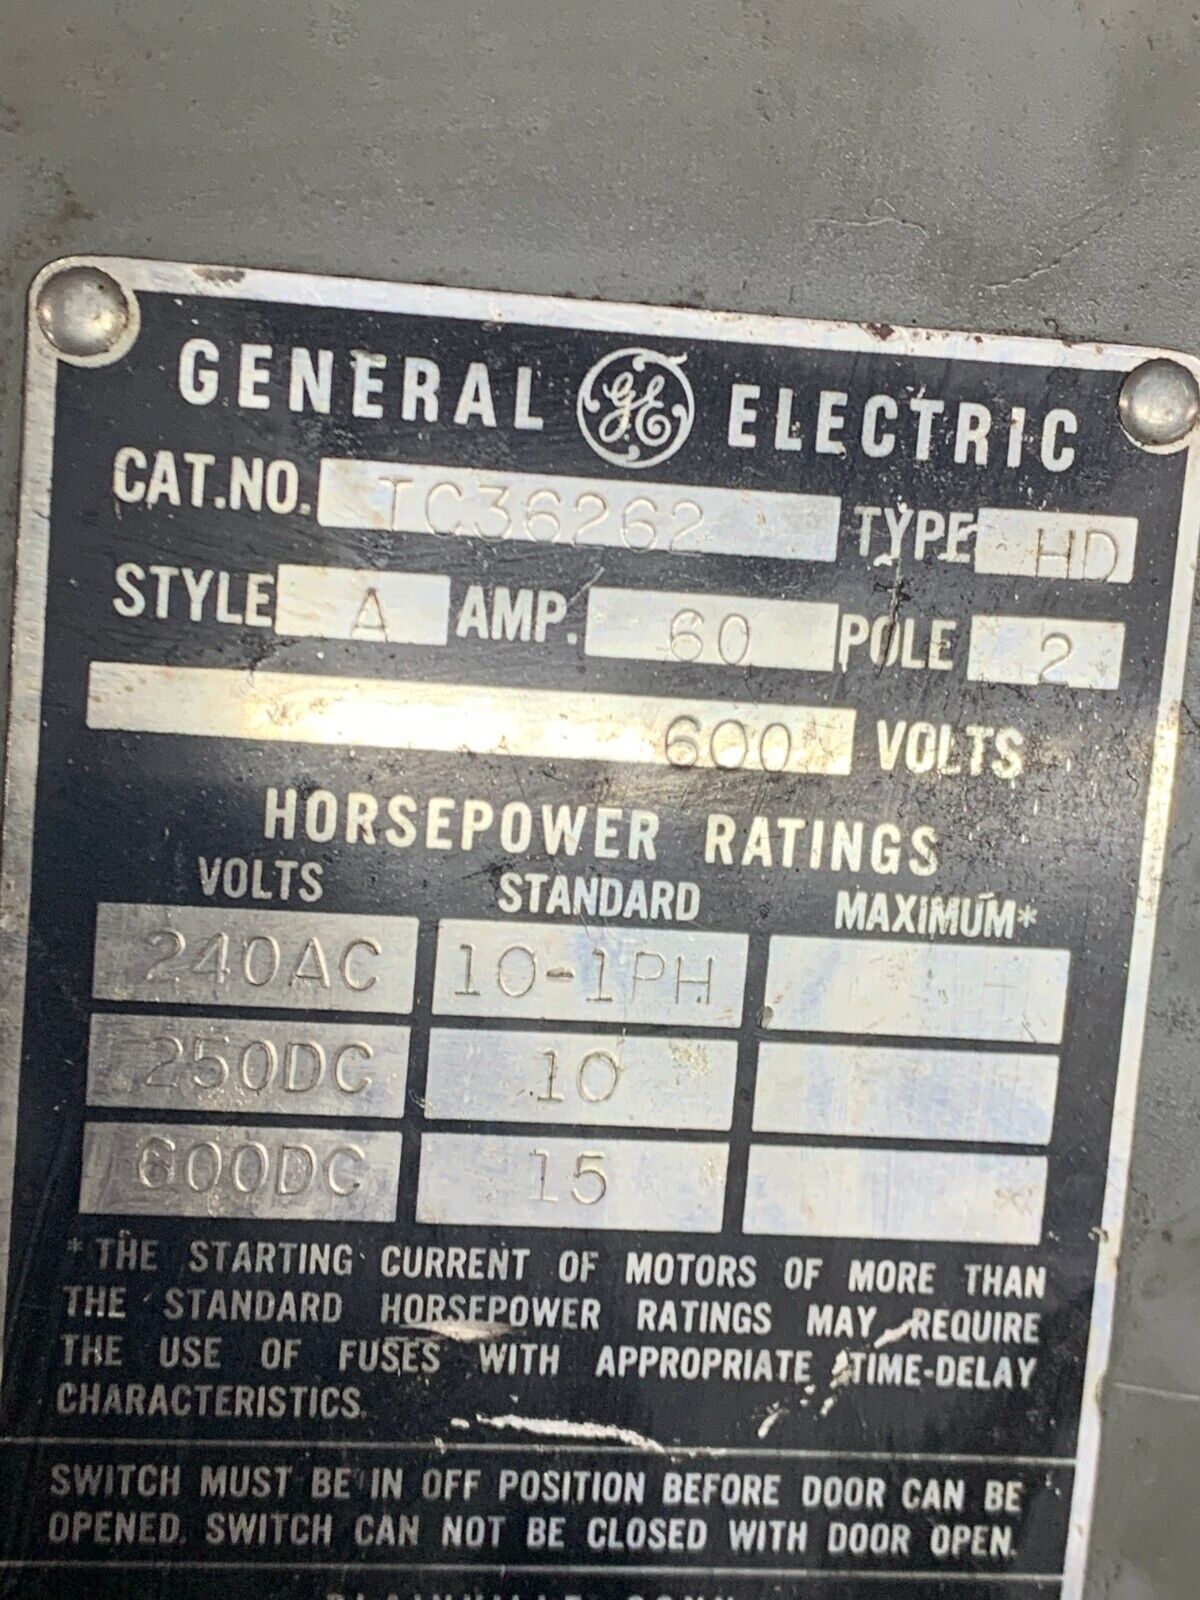 GENERAL GE ELECTRIC
CAT.NO. TC36262 TYPE HD
STYLE A AMP. 60 POLE 2
600 VOLTS
HORSEPOWER RATINGS
VOLTS STANDARD MAXIMUM*
240AC 10-1PH -
250DC 10
600DC 15
* THE STARTING CURRENT OF MOTORS OF MORE THAN
THE STANDARD HORSEPOWER RATINGS MAY REQUIRE
THE USE OF FUSES WITH APPROPRIATE TIME-DELAY
CHARACTERISTICS.
SWITCH MUST BE IN OFF POSITION BEFORE DOOR CAN BE
OPENED. SWITCH CAN NOT BE CLOSED WITH DOOR OPEN.
PLAINVILLE CONN